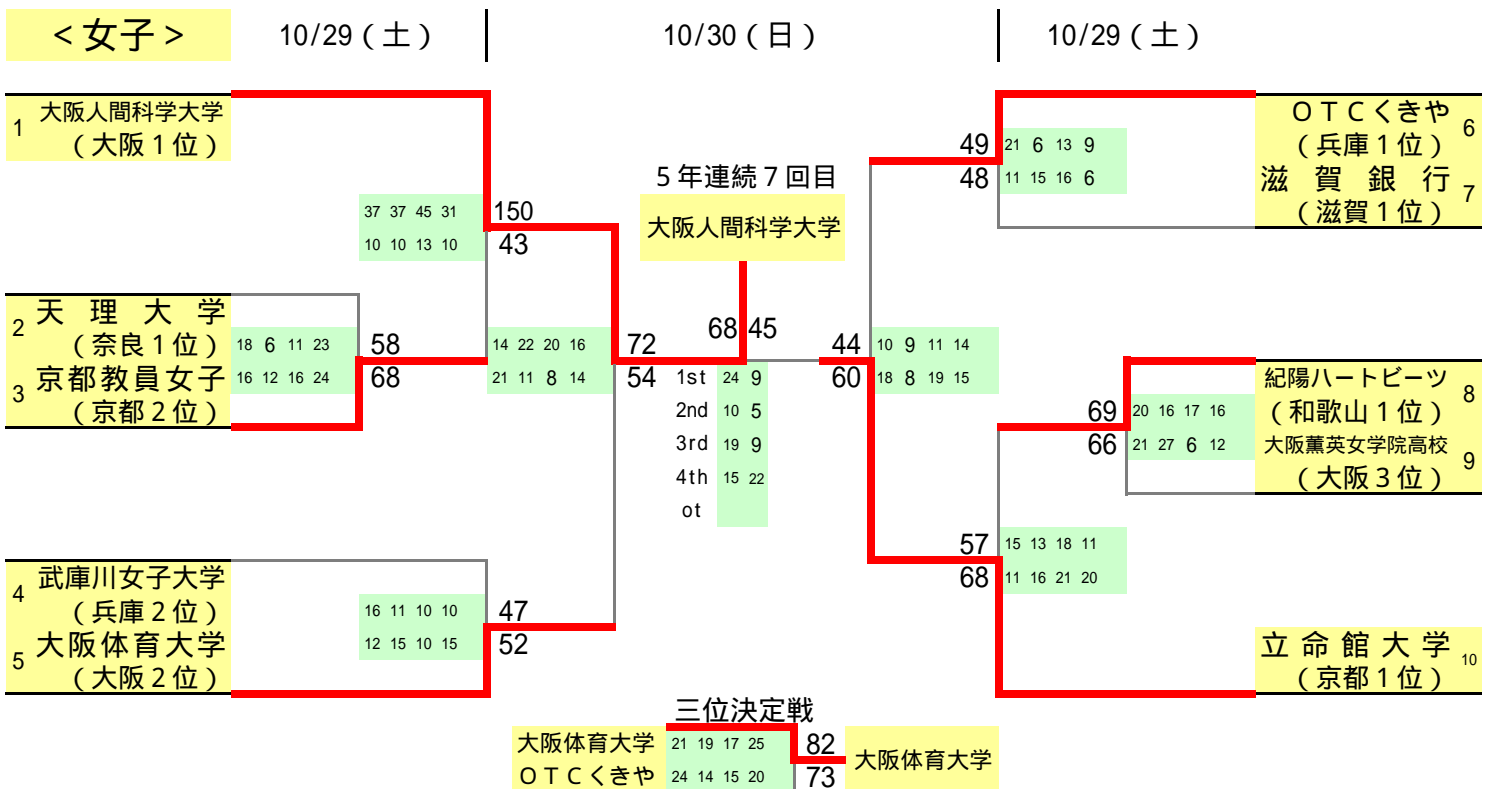 ＜女子＞
10/29（土）
10/30（日）
10/29（土）
1 大阪人間科学大学
（大阪１位）
37 37 45 31
10 10 13 10
150
43
2 天理大学
（奈良１位）
3 京都教員女子
（京都２位）
18 6 11 23
16 12 16 24
58
68
14 22 20 16
21 11 8 14
72
54
4 武庫川女子大学
（兵庫２位）
5 大阪体育大学
（大阪２位）
16 11 10 10
12 15 10 15
47
52
５年連続７回目
大阪人間科学大学
68 45
1st 24 9
2nd 10 5
3rd 19 9
4th 15 22
ot
ＯＴＣくきや 6
（兵庫１位）
滋賀銀行 7
（滋賀１位）
49
48
21 6 13 9
11 15 16 6
44
60
10 9 11 14
18 8 19 15
紀陽ハートビーツ 8
（和歌山１位）
大阪薫英女学院高校 9
（大阪３位）
69
66
20 16 17 16
21 27 6 12
57
68
15 13 18 11
11 16 21 20
立命館大学 10
（京都１位）
三位決定戦
大阪体育大学 21 19 17 25 82
ＯＴＣくきや 24 14 15 20 73
大阪体育大学